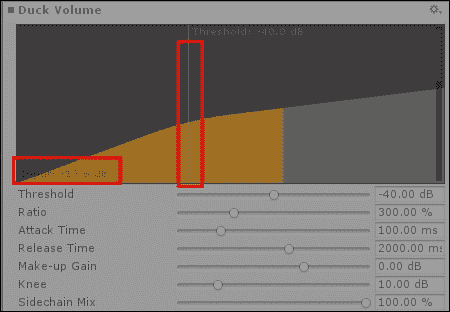 Duck Volume
Threshold: -40.0 dB
Threshold -40.00 dB
Ratio 300.00 %
Attack Time 100.00 ms
Release Time 2000.00 ms
Make-up Gain 0.00 dB
Knee 10.00 dB
Sidechain Mix 100.00 %